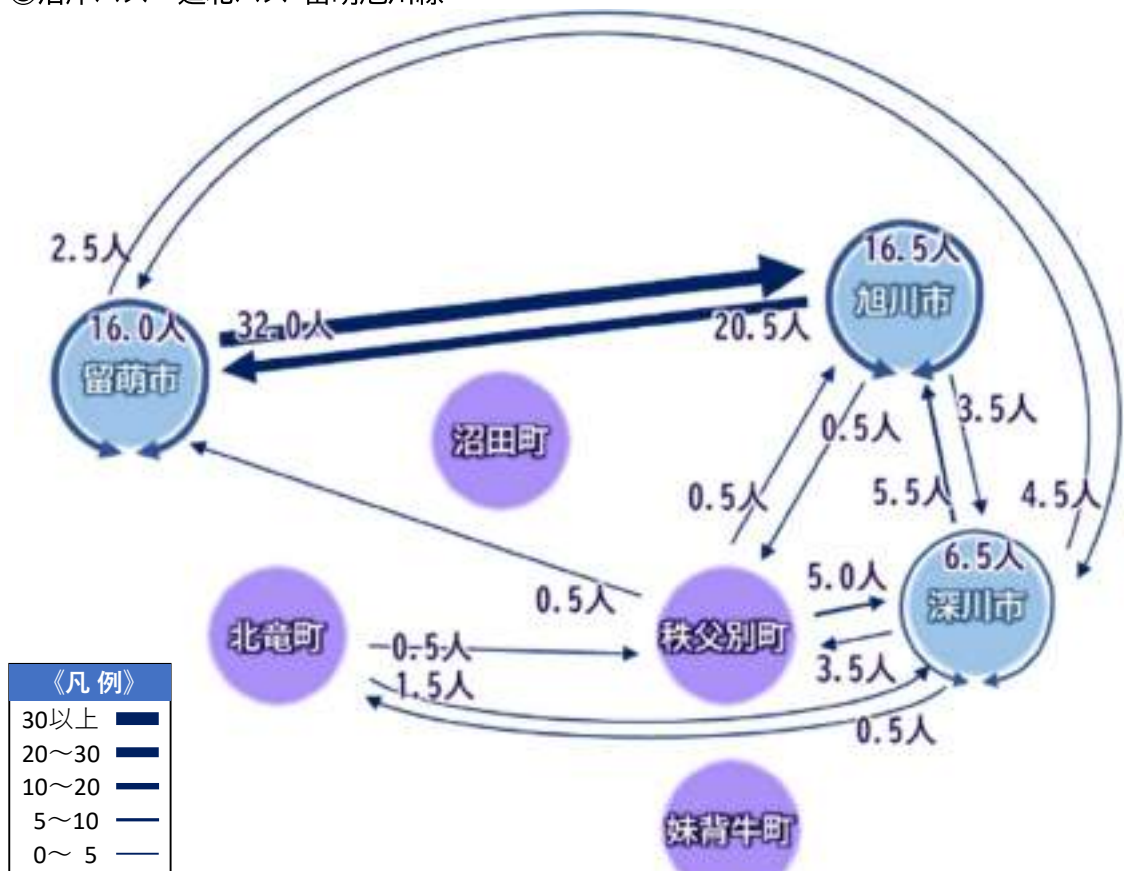 2.5人
16.0人
留萌市
32.0人
20.5人
16.5人
旭川市
沼田町
0.5人
0.5人
3.5人
5.5人
4.5人
6.5人
深川市
0.5人
5.0人
3.5人
北竜町
秩父別町
0.5人
1.5人
0.5人
妹背牛町
《凡 例》
30以上
20～30
10～20
5～10
0～ 5